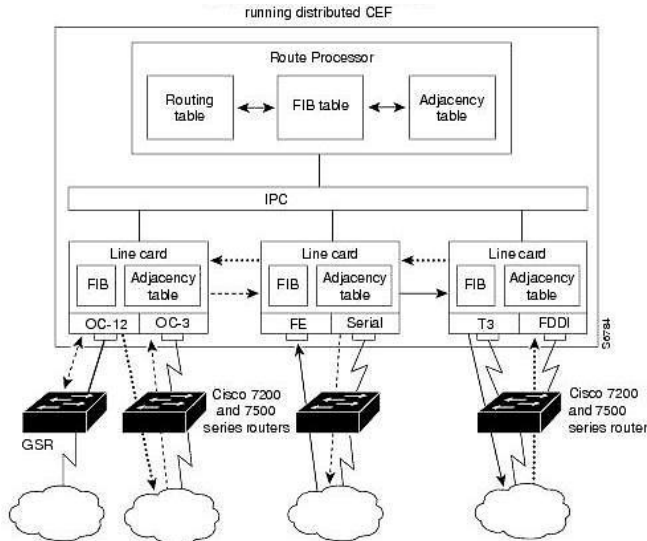 running distributed CEF
Route Processor
Routing
table
FIB table
Adjacency
table
IPC
Line card
FIB
Adjacency
table
OC-12
OC-3
Line card
FIB
Adjacency
table
FE
Serial
Line card
FIB
Adjacency
table
T3
FDDI
S6784
GSR
Cisco 7200
and 7500
series routers
Cisco 7200
and 7500
series router